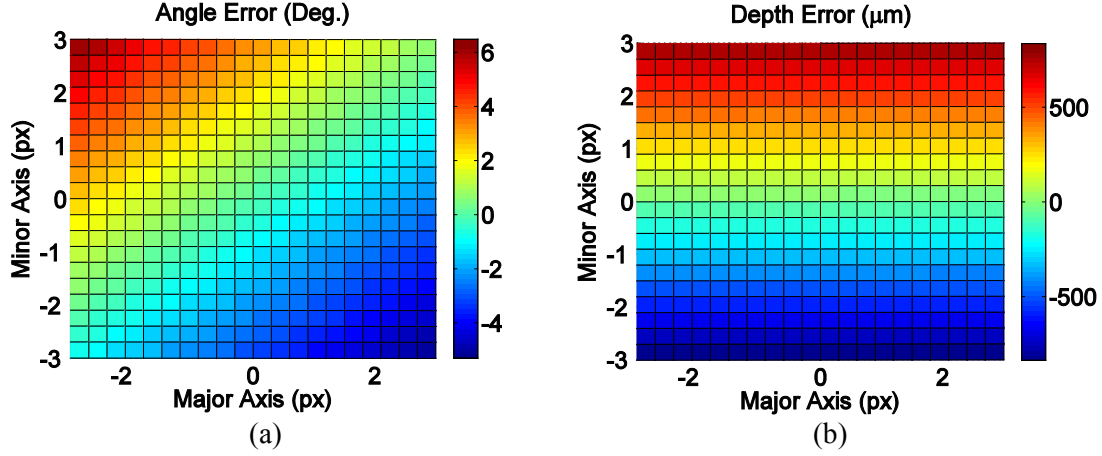 Angle Error (Deg.)
3
2
1
0
-1
-2
-3
Minor Axis (px)
-2 0 2
Major Axis (px)
6
4
2
0
-2
-4
(a)
Depth Error (μm)
3
2
1
0
-1
-2
-3
Minor Axis (px)
-2 0 2
Major Axis (px)
500
-500
(b)